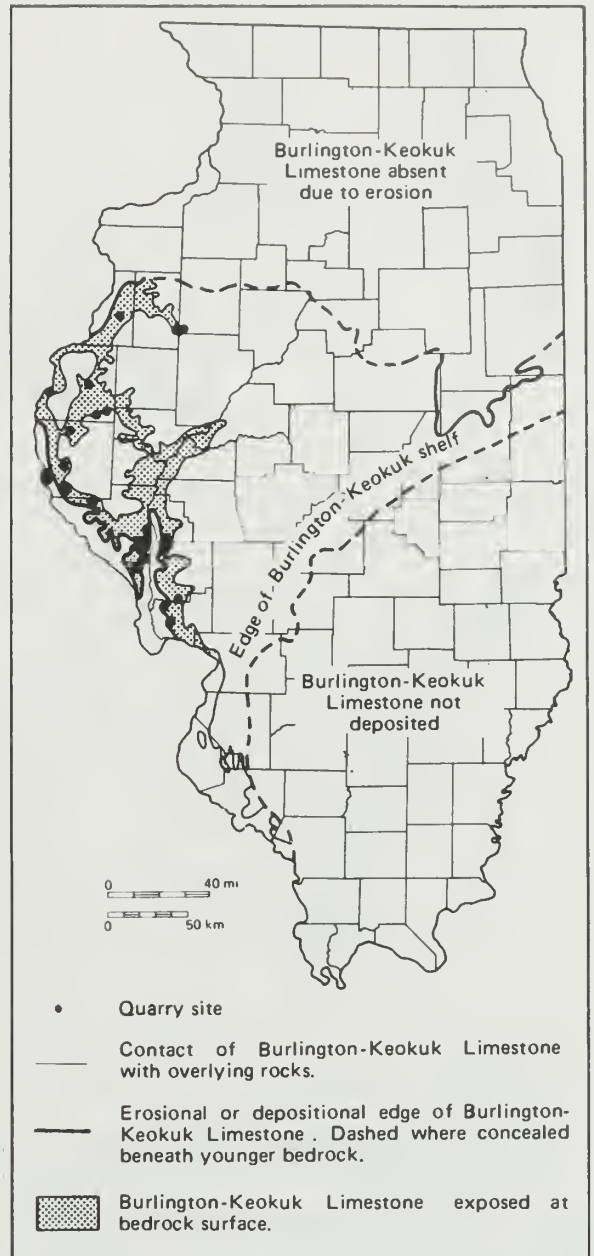 Burlington-Keokuk
Limestone absent
due to erosion
Edge of Burlington-Keokuk shelf
Burlington-Keokuk
Limestone not
deposited
0 40 mi
0 50 km
Quarry site
Contact of Burlington-Keokuk Limestone
with overlying rocks.
Erosional or depositional edge of Burlington-
Keokuk Limestone . Dashed where concealed
beneath younger bedrock.
Burlington-Keokuk Limestone exposed at
bedrock surface.